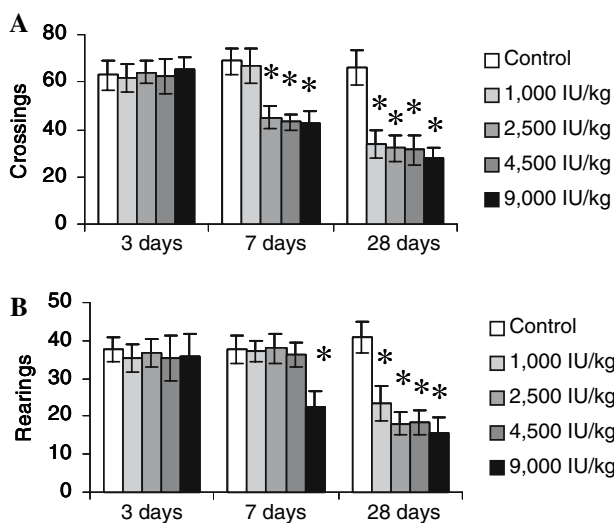 A
80
60
40
20
0
Crossings
* * *
* * * *
3 days 7 days 28 days
Control
1,000 IU/kg
2,500 IU/kg
4,500 IU/kg
9,000 IU/kg
B
50
40
30
20
10
0
Rearings
*
* * * *
3 days 7 days 28 days
Control
1,000 IU/kg
2,500 IU/kg
4,500 IU/kg
9,000 IU/kg